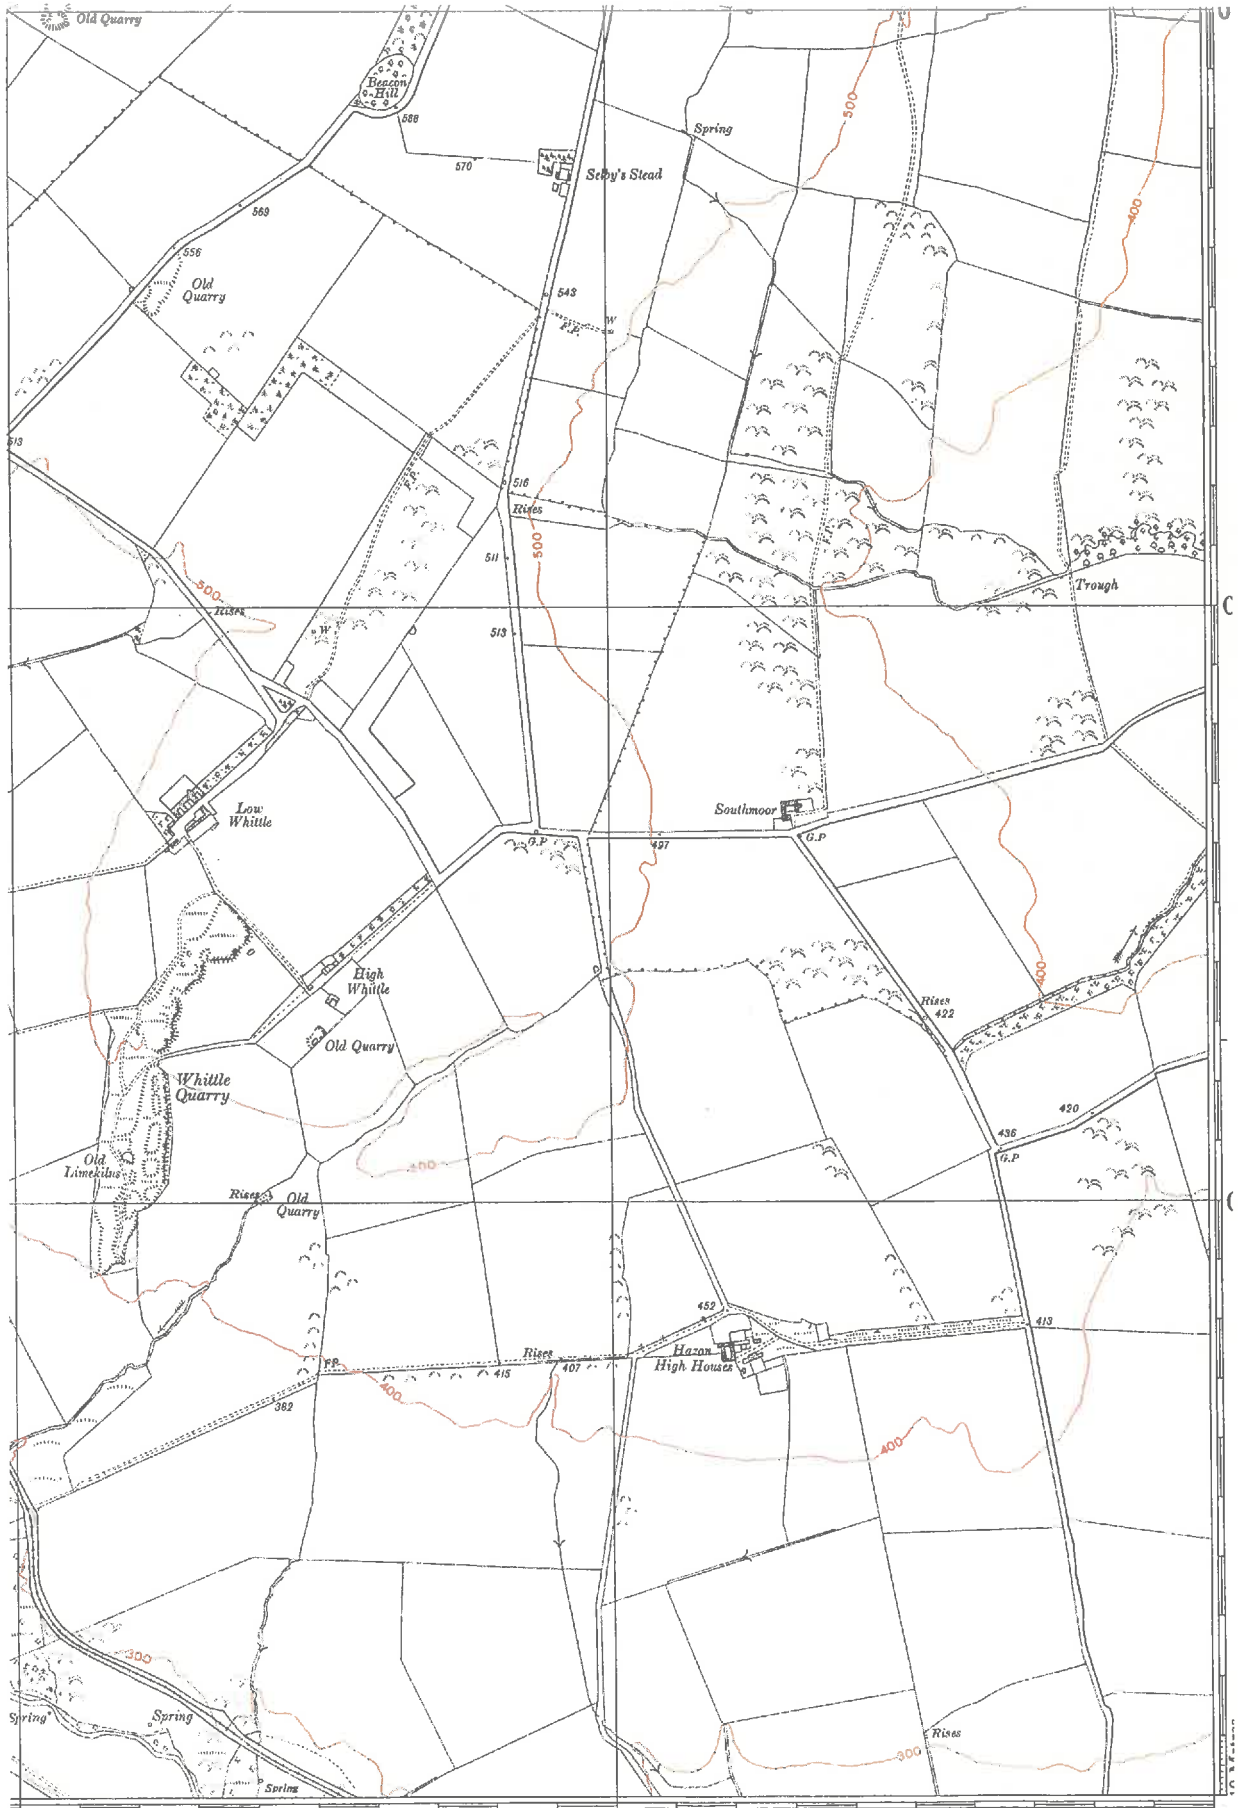 Old Quarry
Beacon
Hill
588
500
Spring
570
Selby's Stead
569
400
556
Old
Quarry
543
W
F.P.
513
F.P.
516
Rises
500
511
500
Rises
Trough
W
513
Low
Whittle
Southmoor
G.P
497
G.P
High
Whittle
400
Rises
422
Old Quarry
Whittle
Quarry
420
436
G.P
Old
Limekilns
400
Rises
Old
Quarry
452
413
Rises
Hazon
High Houses
F.P.
407
415
400
382
400
300
Spring
Spring
Rises
300
Spring